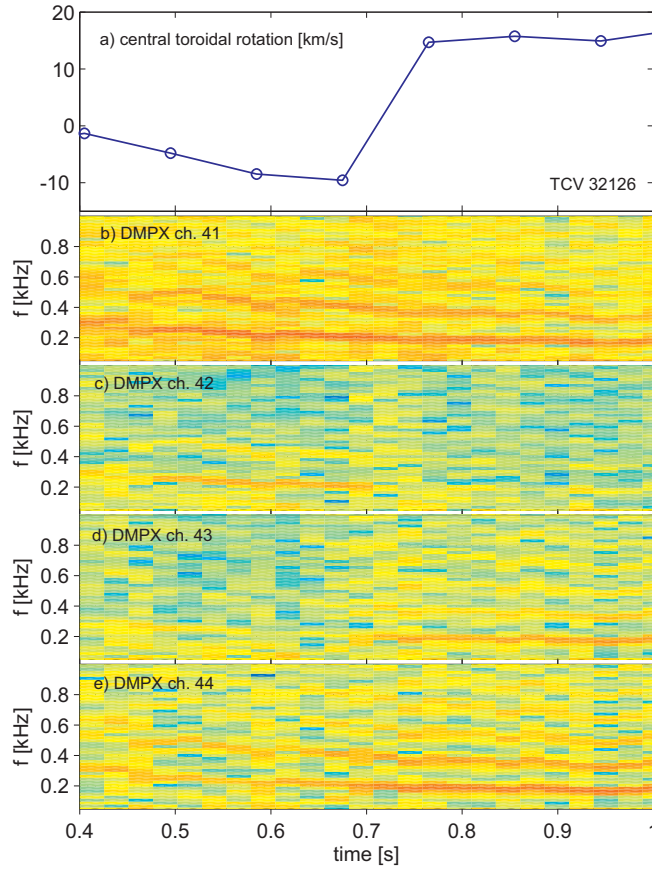 20
a) central toroidal rotation [km/s]
10
0
-10
TCV 32126
b) DMPX ch. 41
0.8
0.6
0.4
0.2
f [kHz]
c) DMPX ch. 42
0.8
0.6
0.4
0.2
f [kHz]
d) DMPX ch. 43
0.8
0.6
0.4
0.2
f [kHz]
e) DMPX ch. 44
0.8
0.6
0.4
0.2
f [kHz]
0.4 0.5 0.6 0.7 0.8 0.9 1
time [s]